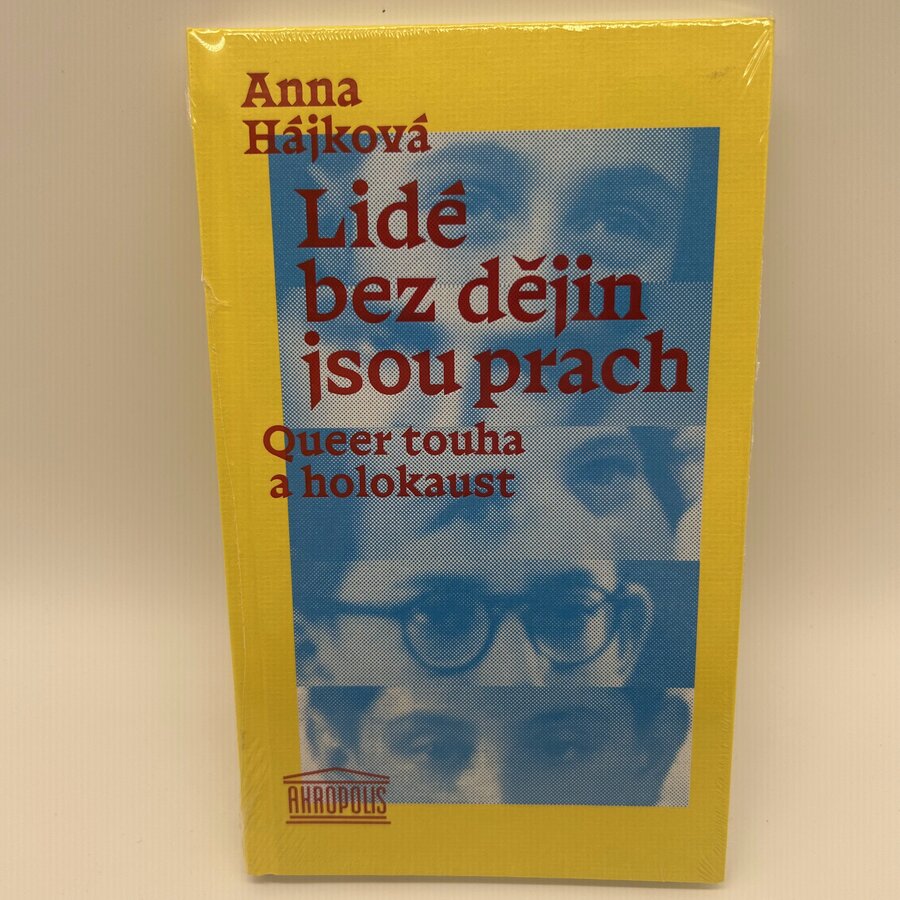 Anna
Hájková
Lidé
bez dějin
jsou prach
Queer touha
a holokaust
AKROPOLIS